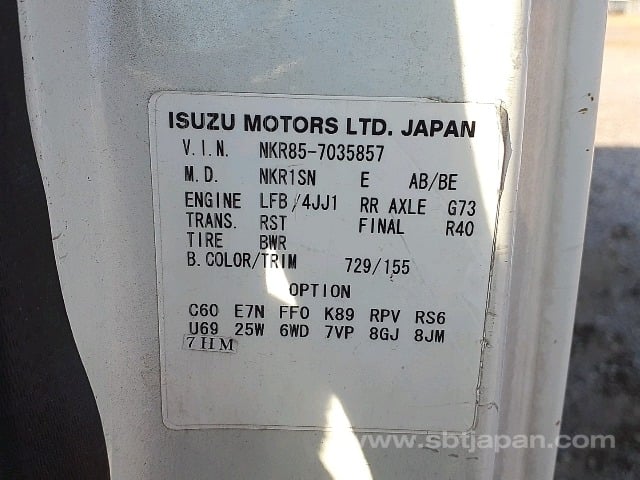 ISUZU MOTORS LTD. JAPAN
V.I.N. NKR85-7035857
M.D. NKR1SN E AB/BE
ENGINE LFB /4JJ1 RR AXLE G73
TRANS. RST FINAL R40
TIRE BWR
B. COLOR/TRIM 729/155
OPTION
C60 E7N FF0 K89 RPV RS6
U69 25W 6WD 7VP 8GJ 8JM
7HM
www.sbtjapan.com